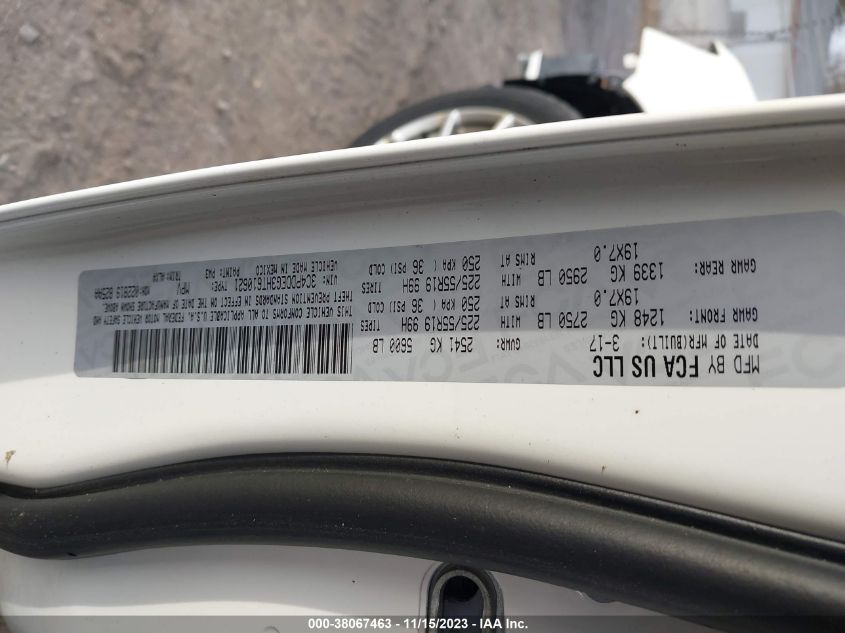 MFD BY FCA US LLC
DATE OF MFR(BUILT): 3-17 GVWR: 2541 KG 5600 LB
GAWR FRONT: 1248 KG 2750 LB WITH 225/55R19 99H TIRES
19X7.0 RIMS AT 250 KPA( 36 PSI) COLD
GAWR REAR: 1339 KG 2950 LB WITH 225/55R19 99H TIRES
19X7.0 RIMS AT 250 KPA( 36 PSI) COLD
THIS VEHICLE CONFORMS TO ALL APPLICABLE U.S.A. FEDERAL MOTOR VEHICLE SAFETY AND
THEFT PREVENTION STANDARDS IN EFFECT ON THE DATE OF MANUFACTURE SHOWN ABOVE.
VIN: 3C4PDDEG3HT610621 TYPE: MPV MDH:022819 025AA
VEHICLE MADE IN MEXICO PAINT: PW3 TRIM:
000-38067463 - 11/15/2023 - IAA Inc.